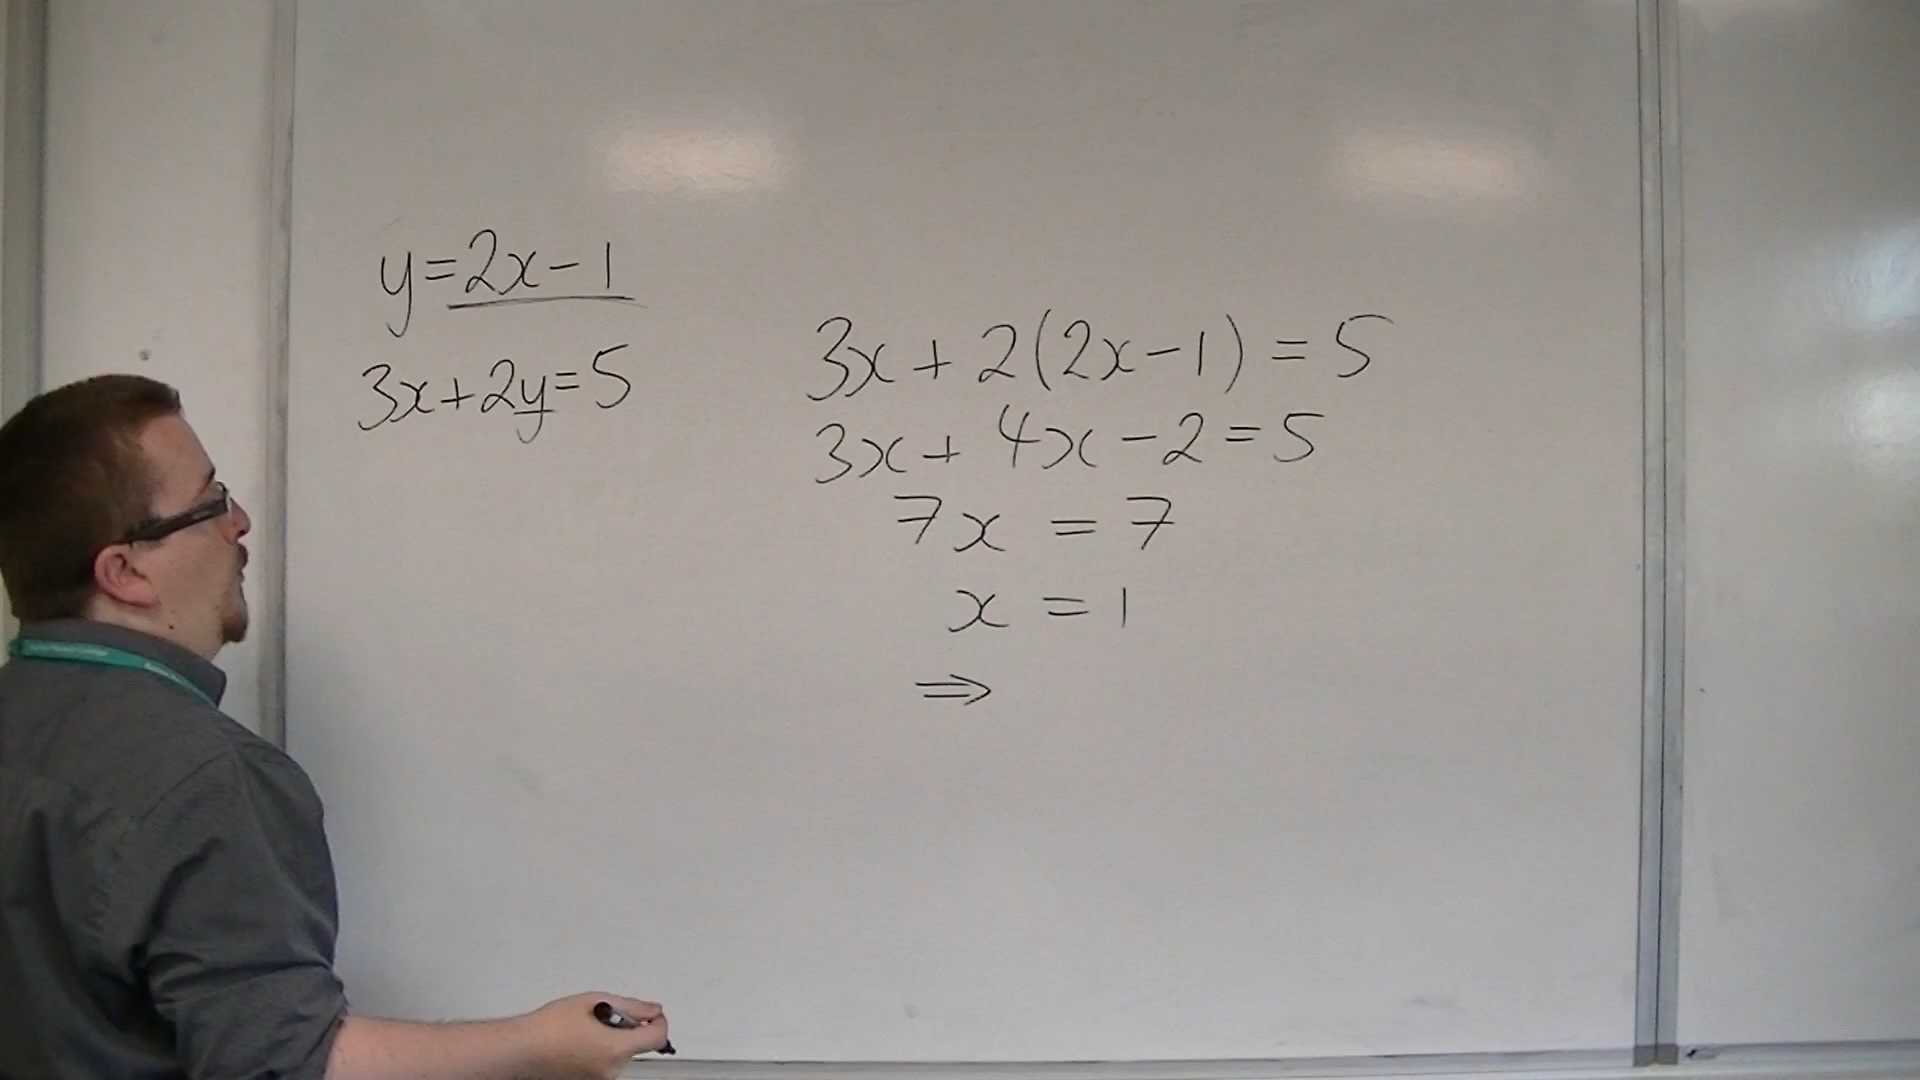 y=2x-1
3x+2y=5
3x+2(2x-1)=5
3x+4x-2=5
7x=7
x=1
⇒